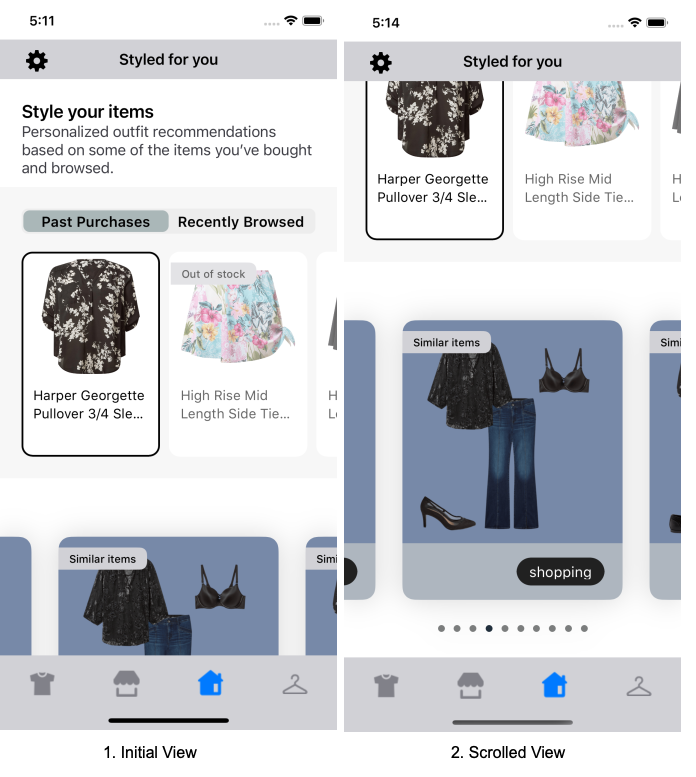 5:11
Styled for you
Style your items
Personalized outfit recommendations
based on some of the items you've bought
and browsed.
Past Purchases
Recently Browsed
Out of stock
Harper Georgette
Pullover 3/4 Sle...
High Rise Mid
Length Side Tie...
H
L
Similar items
Simi
1. Initial View
5:14
Styled for you
Harper Georgette
Pullover 3/4 Sle...
High Rise Mid
Length Side Tie...
H
L
Similar items
Simi
shopping
2. Scrolled View